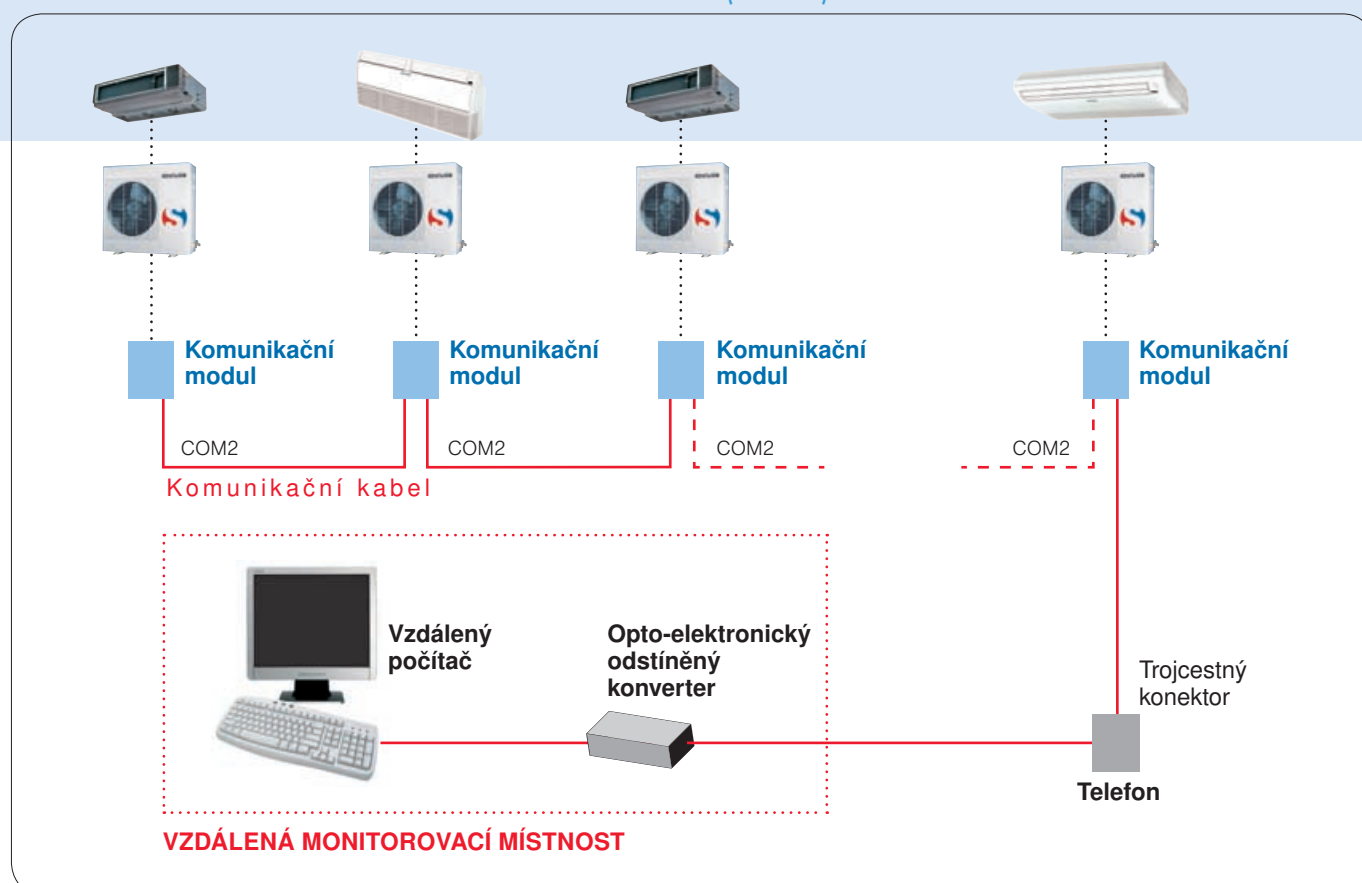 Komunikační
modul
Komunikační
modul
Komunikační
modul
Komunikační
modul
COM2
COM2
COM2
COM2
Komunikační kabel
Vzdálený
počítač
Opto-elektronický
odstíněný
konverter
Trojcestný
konektor
Telefon
VZDÁLENÁ MONITOROVACÍ MÍSTNOST